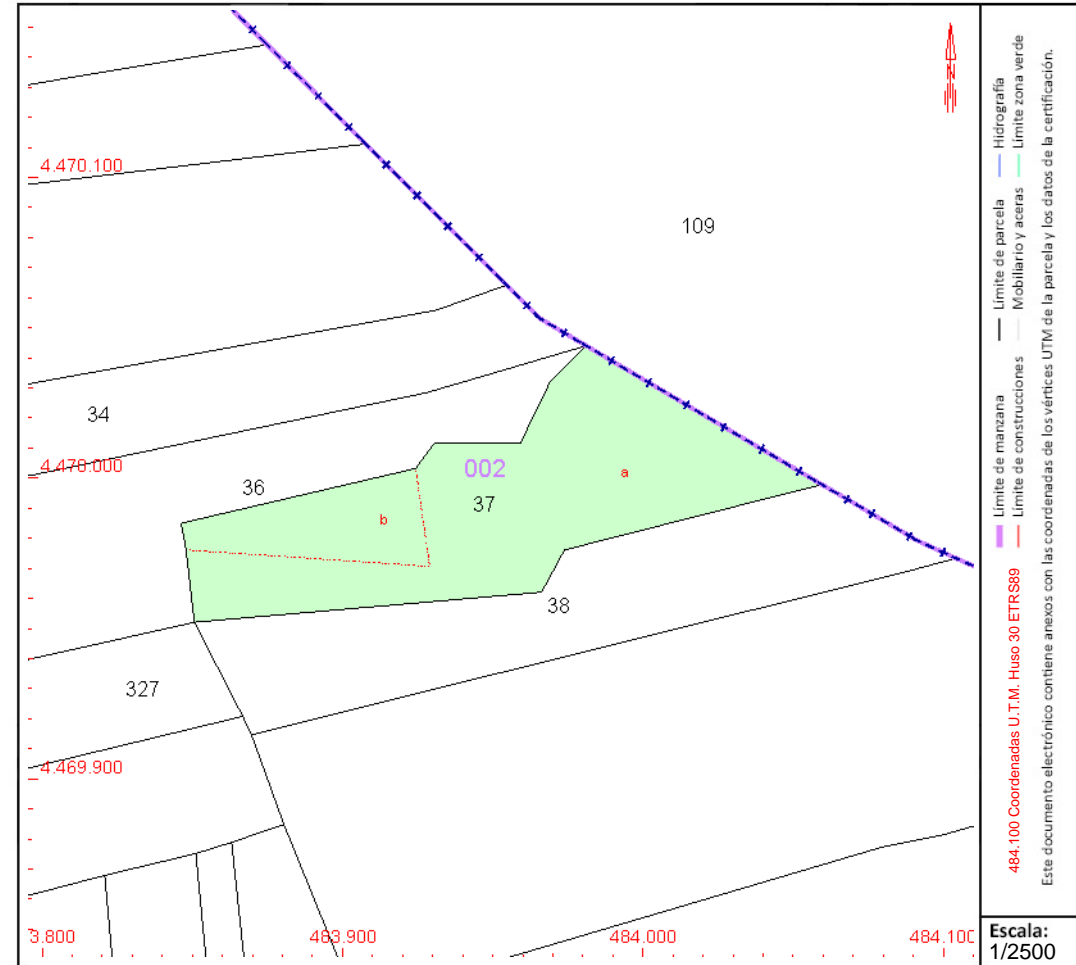 N
4.470.100
109
34
4.470.000
002
a
36
37
b
38
327
4.469.900
3.800
483.900
484.000
484.100
Límite de manzana
Límite de parcela
Hidrografía
Límite de construcciones
Mobiliario y aceras
Límite zona verde
484.100 Coordenadas U.T.M. Huso 30 ETRS89
Este documento electrónico contiene anexos con las coordenadas de los vértices UTM de la parcela y los datos de la certificación.
Escala:
1/2500